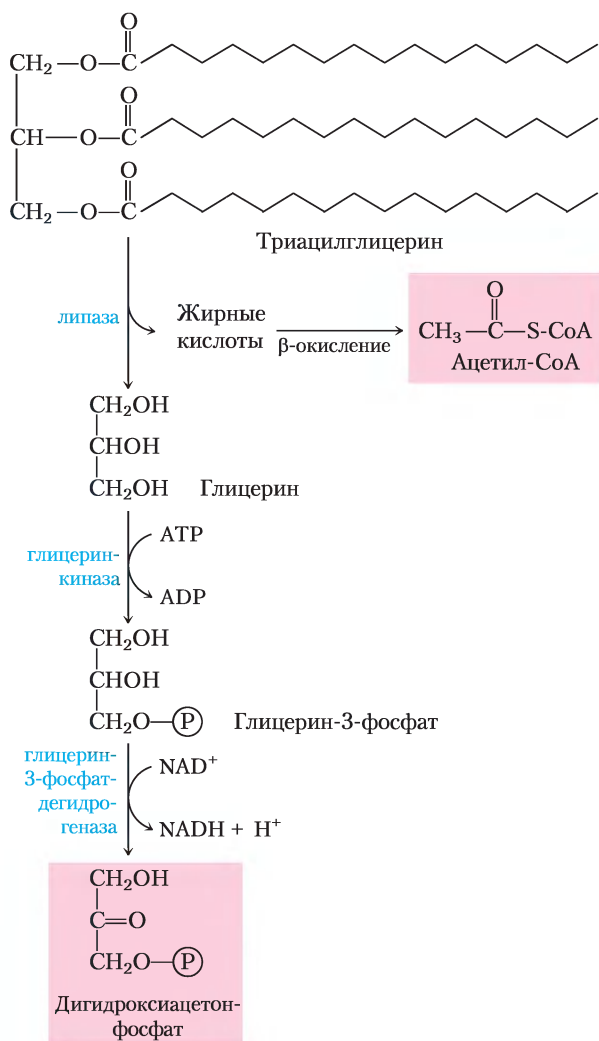 O
CH₂—O—C
O
CH—O—C
O
CH₂—O—C
Триацилглицерин
липаза
Жирные
кислоты
β-окисление
O
CH₃—C—S-CoA
Ацетил-CoA
CH₂OH
CHOH
CH₂OH
Глицерин
ATP
глицерин-
киназа
ADP
CH₂OH
CHOH
CH₂O—P
Глицерин-3-фосфат
глицерин-
3-фосфат-
дегидро-
геназа
NAD⁺
NADH + H⁺
CH₂OH
C=O
CH₂O—P
Дигидроксиацетон-
фосфат